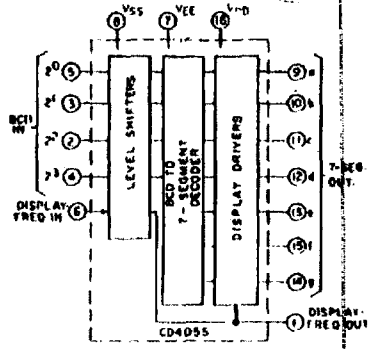 VSS VEE VDD
8 7 16
2⁰ 5
2¹ 3
2² 2
2³ 4
BCD IN
DISPLAY-FREQ IN 6
LEVEL SHIFTERS
BCD TO 7-SEGMENT DECODER
DISPLAY DRIVERS
9 a
10 b
11 c
12 d
13 e
15 f
14 g
7-SEG. OUT.
1 DISPLAY-FREQ OUT
CD4055